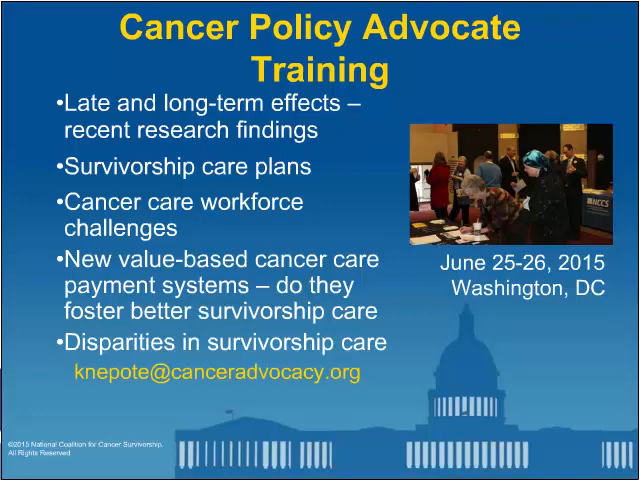 Cancer Policy Advocate
Training
•Late and long-term effects –
recent research findings
•Survivorship care plans
•Cancer care workforce
challenges
•New value-based cancer care
payment systems – do they
foster better survivorship care
•Disparities in survivorship care
knepote@canceradvocacy.org
NCCS
June 25-26, 2015
Washington, DC
©2015 National Coalition for Cancer Survivorship.
All Rights Reserved